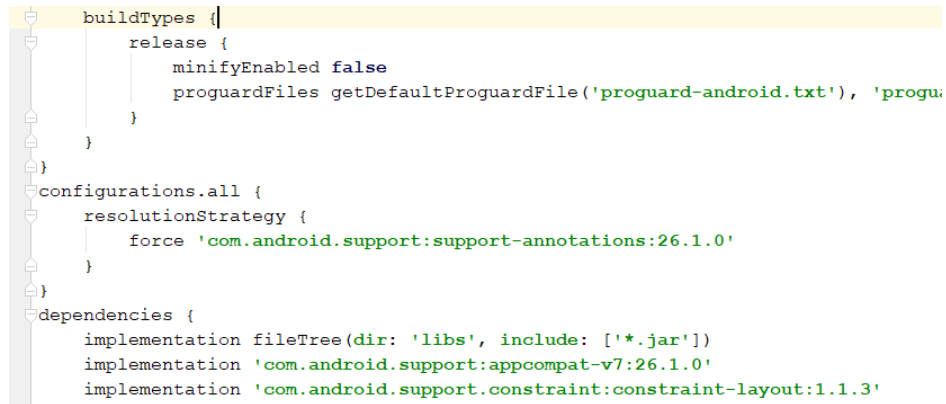 buildTypes {
release {
minifyEnabled false
proguardFiles getDefaultProguardFile('proguard-android.txt'), '
}
}
}
configurations.all {
resolutionStrategy {
force 'com.android.support:support-annotations:26.1.0'
}
}
dependencies {
implementation fileTree(dir: 'libs', include: ['*.jar'])
implementation 'com.android.support:appcompat-v7:26.1.0'
implementation 'com.android.support.constraint:constraint-layout:1.1.3'